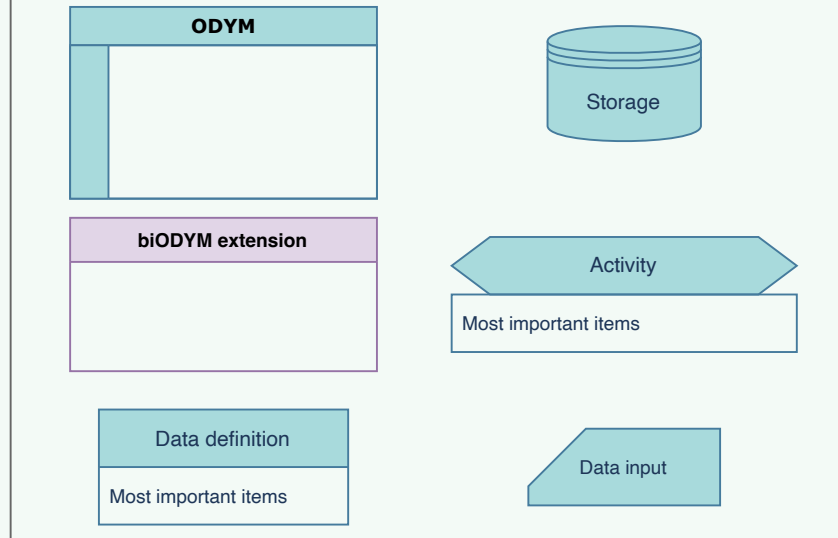 ODYM
Storage
biODYM extension
Activity
Most important items
Data definition
Most important items
Data input